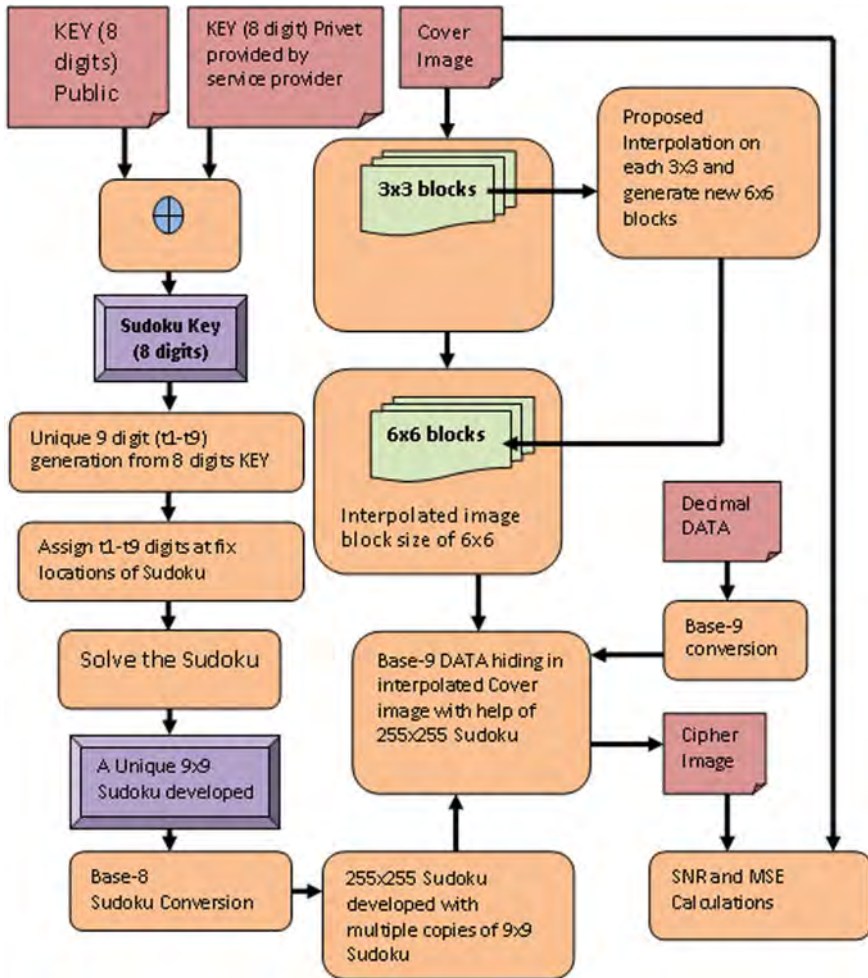 KEY (8
digits)
Public
KEY (8 digit) Privet
provided by
service provider
Cover
Image
3x3 blocks
Proposed
Interpolation on
each 3x3 and
generate new 6x6
blocks
Sudoku Key
(8 digits)
Unique 9 digit (t1-t9)
generation from 8 digits KEY
6x6 blocks
Interpolated image
block size of 6x6
Assign t1-t9 digits at fix
locations of Sudoku
Decimal
DATA
Solve the Sudoku
Base-9 DATA hiding in
interpolated Cover
image with help of
255x255 Sudoku
Base-9
conversion
A Unique 9x9
Sudoku developed
Cipher
Image
Base-8
Sudoku Conversion
255x255 Sudoku
developed with
multiple copies of 9x9
Sudoku
SNR and MSE
Calculations